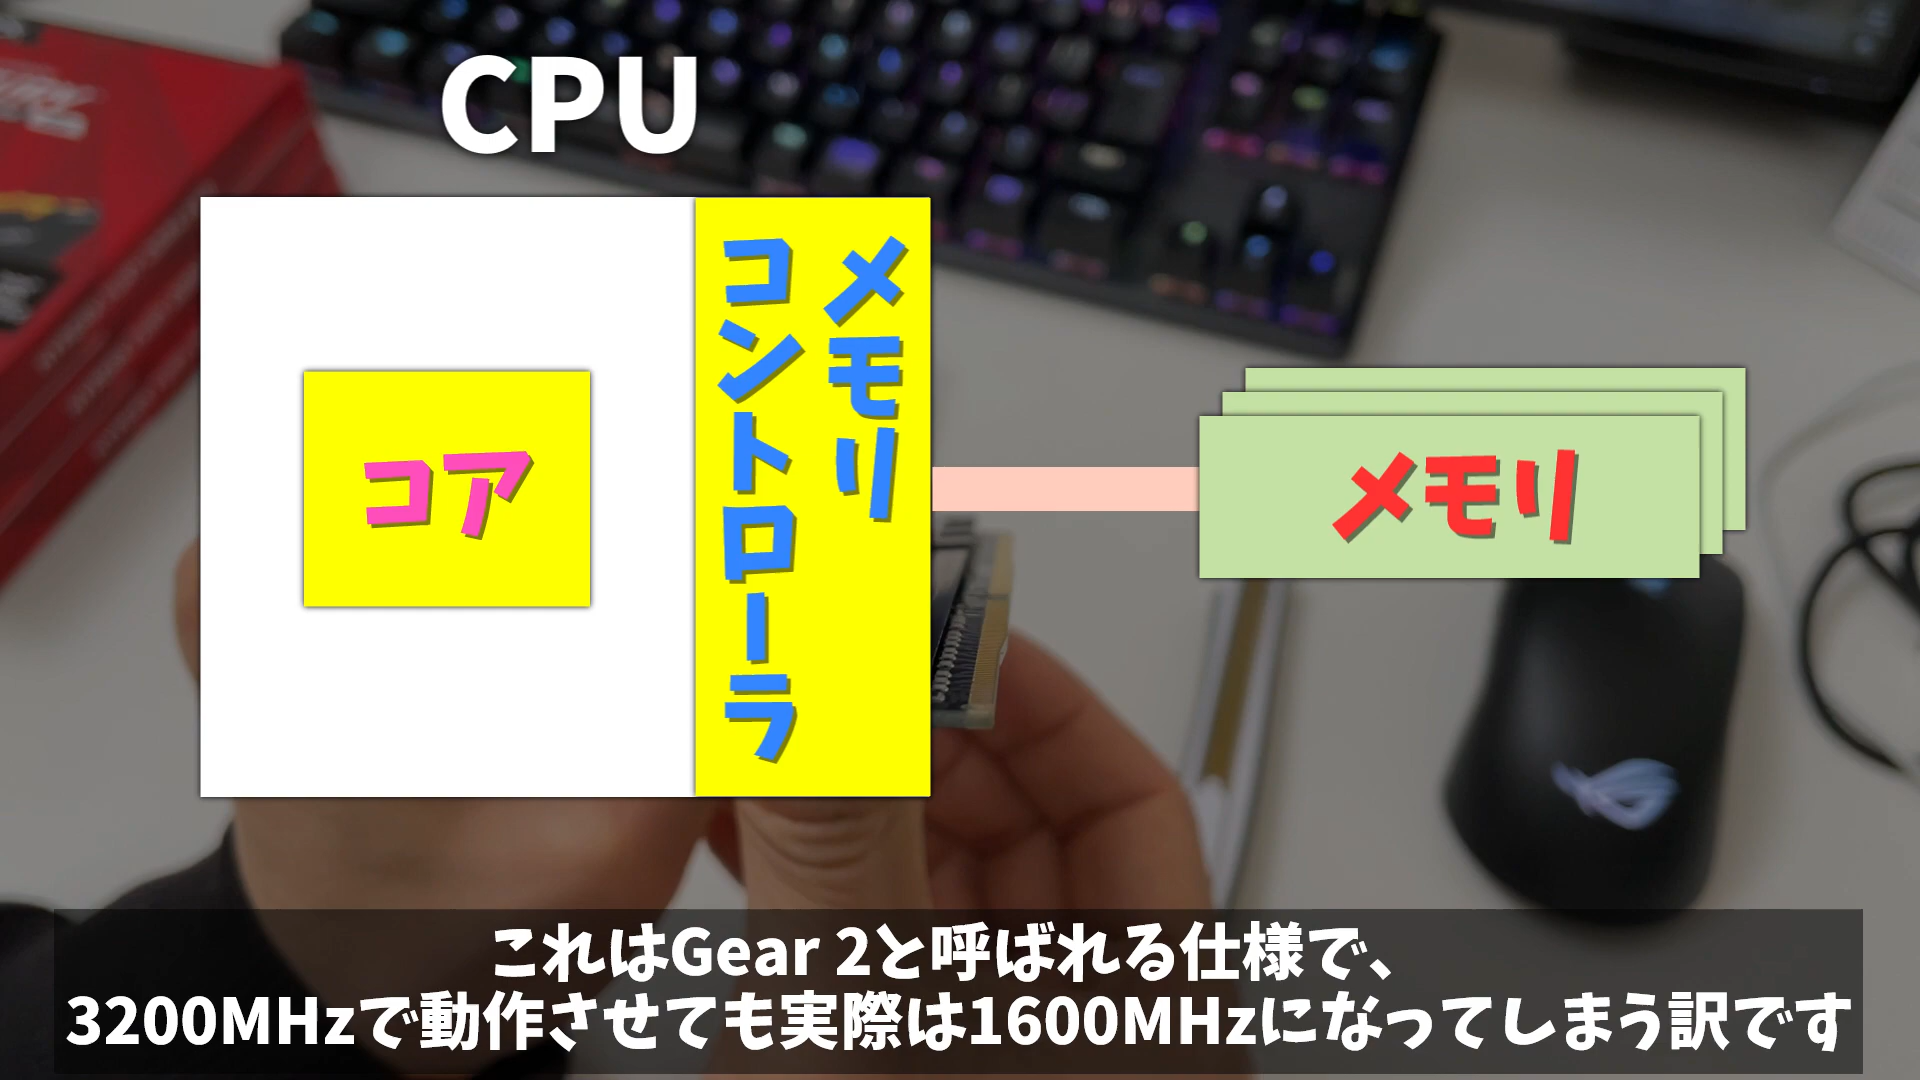 CPU
メモリ
コントローラ
コア
メモリ
これはGear 2と呼ばれる仕様で、
3200MHzで動作させても実際は1600MHzになってしまう訳です